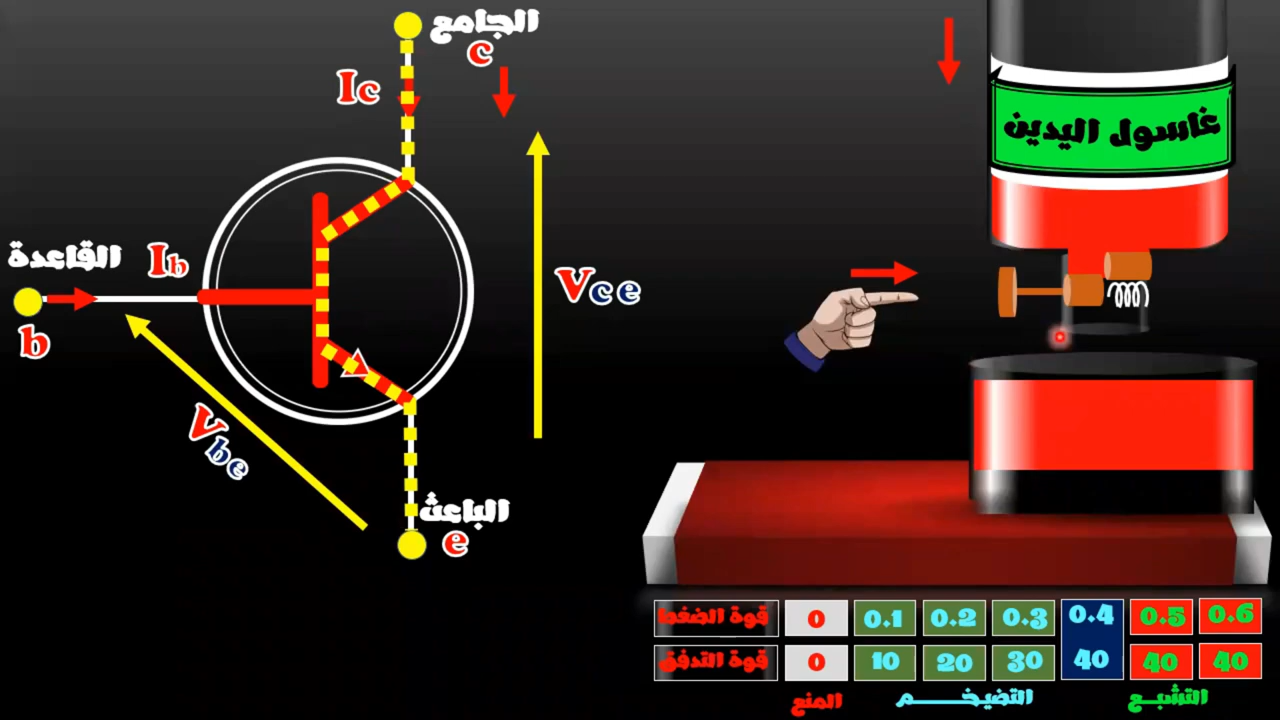 الجامع
c
Ic
غاسول اليدين
القاعدة
Ib
b
Vce
Vbe
الباعث
e
قوة الضغط 0 0.1 0.2 0.3 0.4 0.5 0.6
قوة التدفق 0 10 20 30 40 40 40
المنع التضيخم التشبع